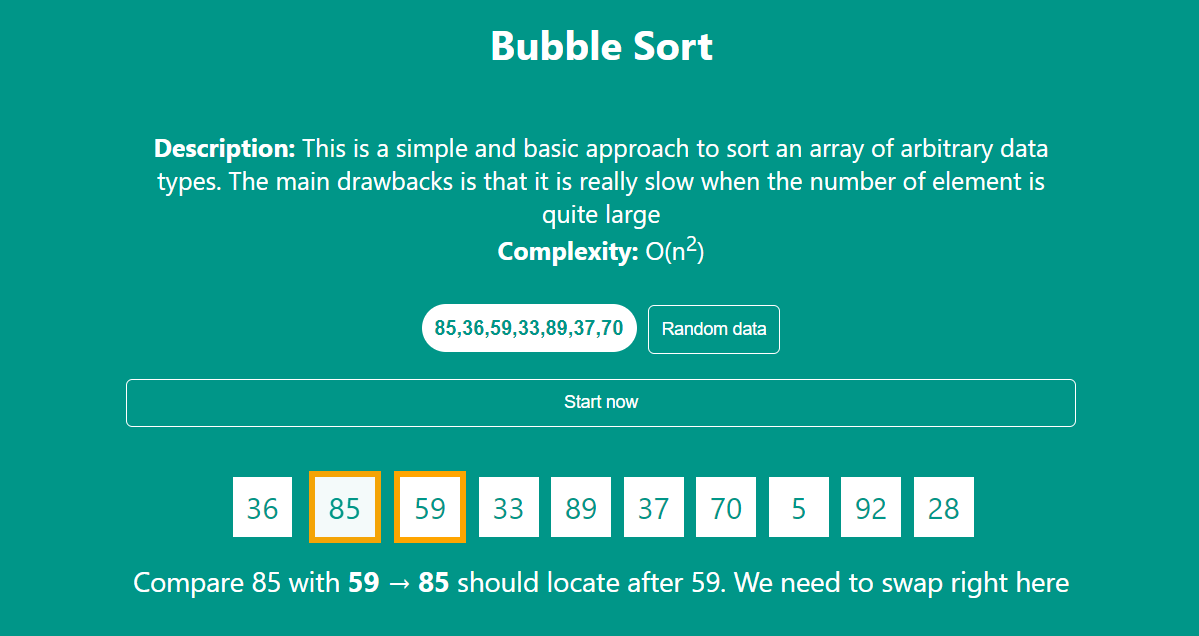 Bubble Sort
Description: This is a simple and basic approach to sort an array of arbitrary data
types. The main drawbacks is that it is really slow when the number of element is
quite large
Complexity: O(n²)
85,36,59,33,89,37,70 Random data
Start now
36 85 59 33 89 37 70 5 92 28
Compare 85 with 59 → 85 should locate after 59. We need to swap right here